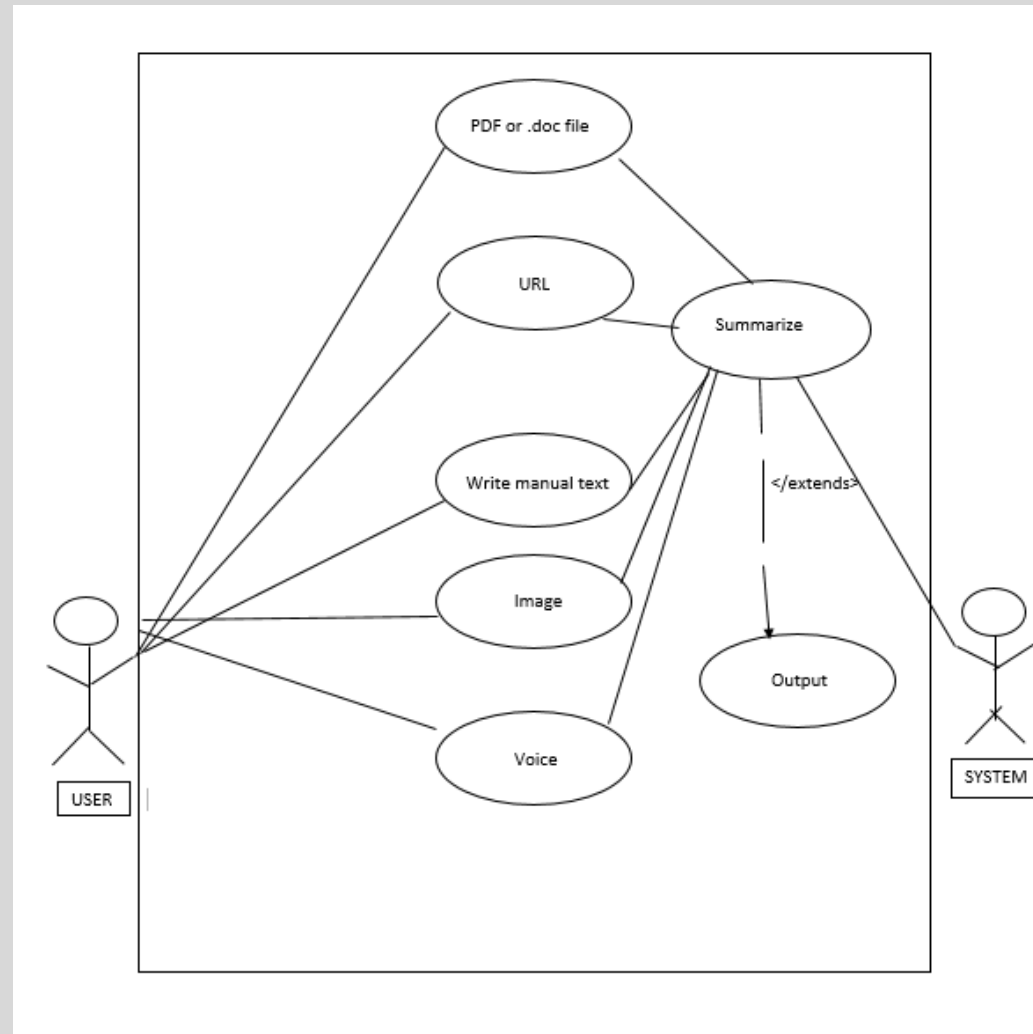 PDF or .doc file
URL
Summarize
Write manual text
</extends>
Image
Output
Voice
USER
SYSTEM